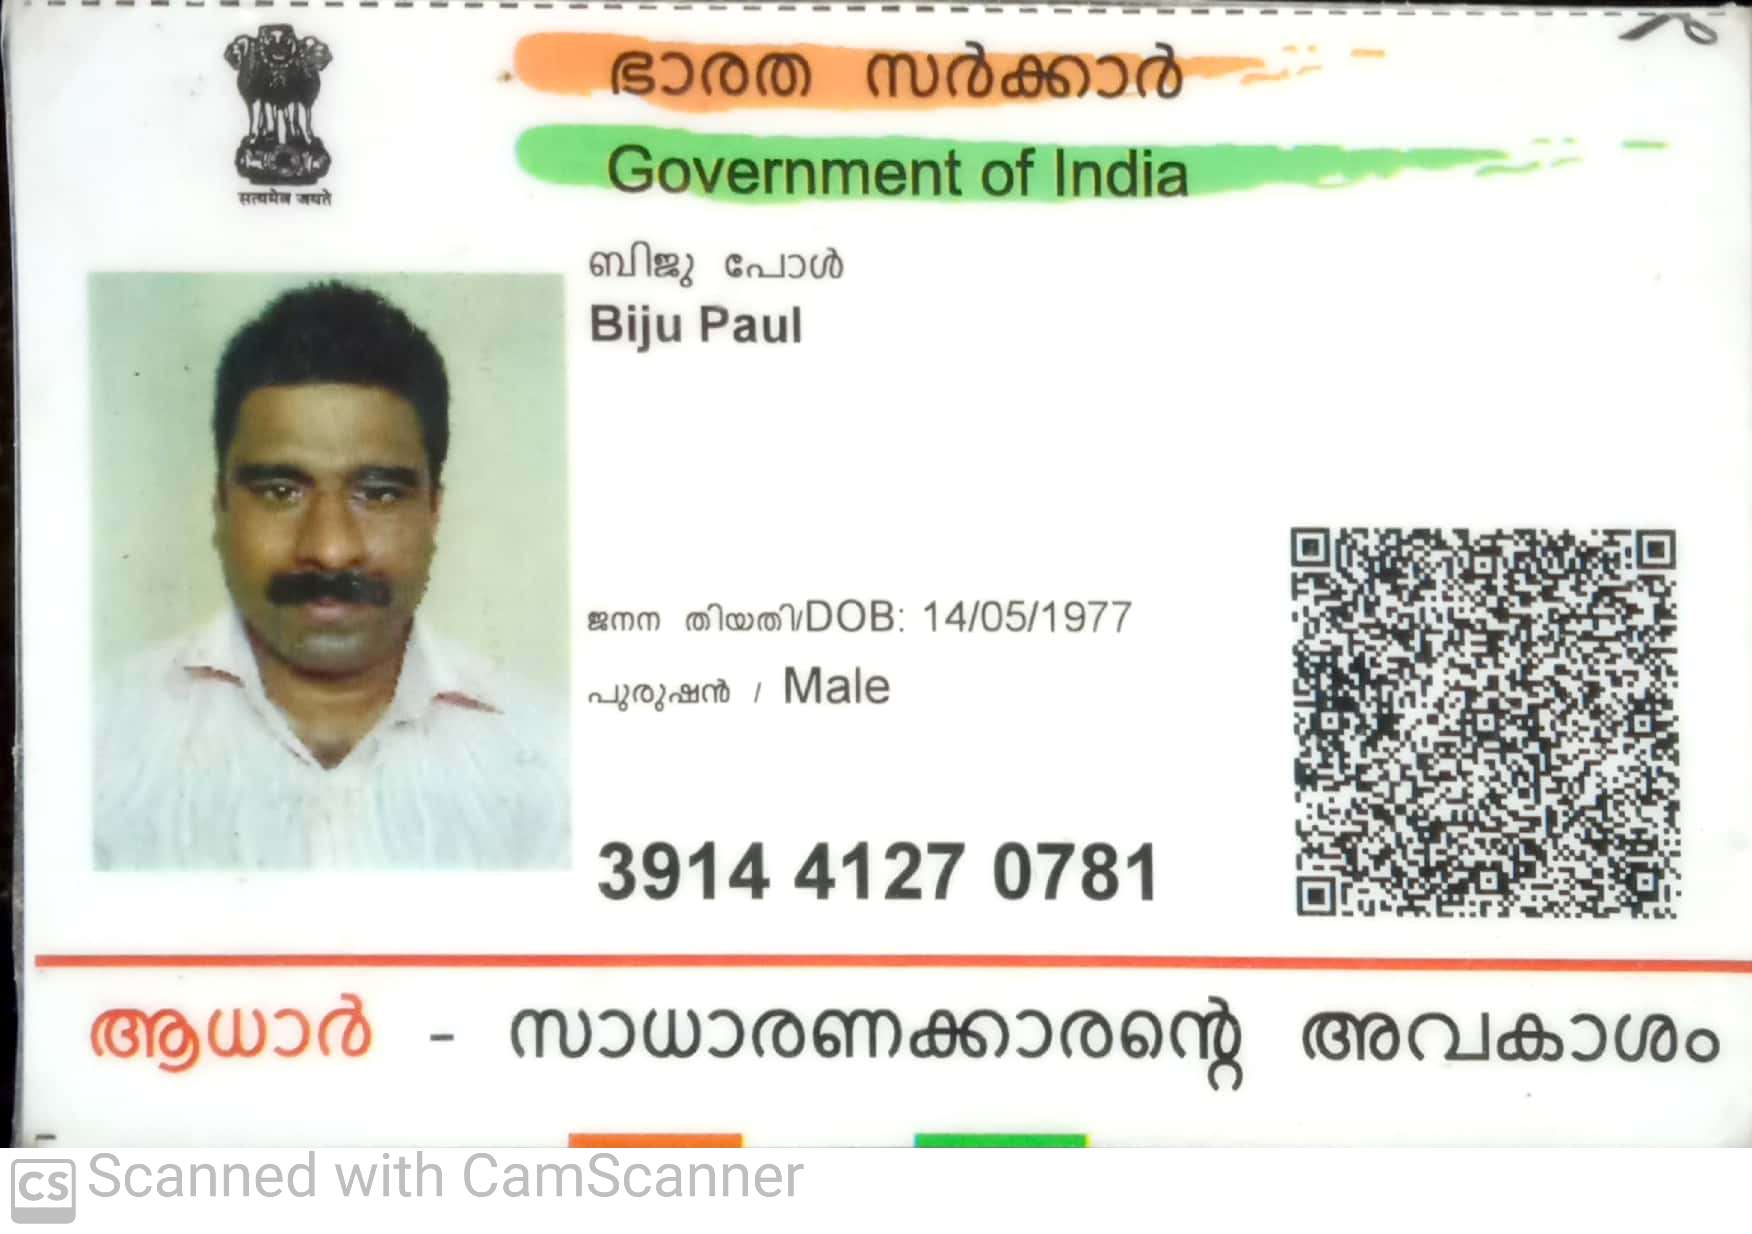 सत्यमेव जयते
ഭാരത സർക്കാർ
Government of India
ബിജു പോൾ
Biju Paul
ജനന തിയതി/DOB: 14/05/1977
പുരുഷൻ / Male
3914 4127 0781
ആധാർ - സാധാരണക്കാരന്റെ അവകാശം
CS Scanned with CamScanner